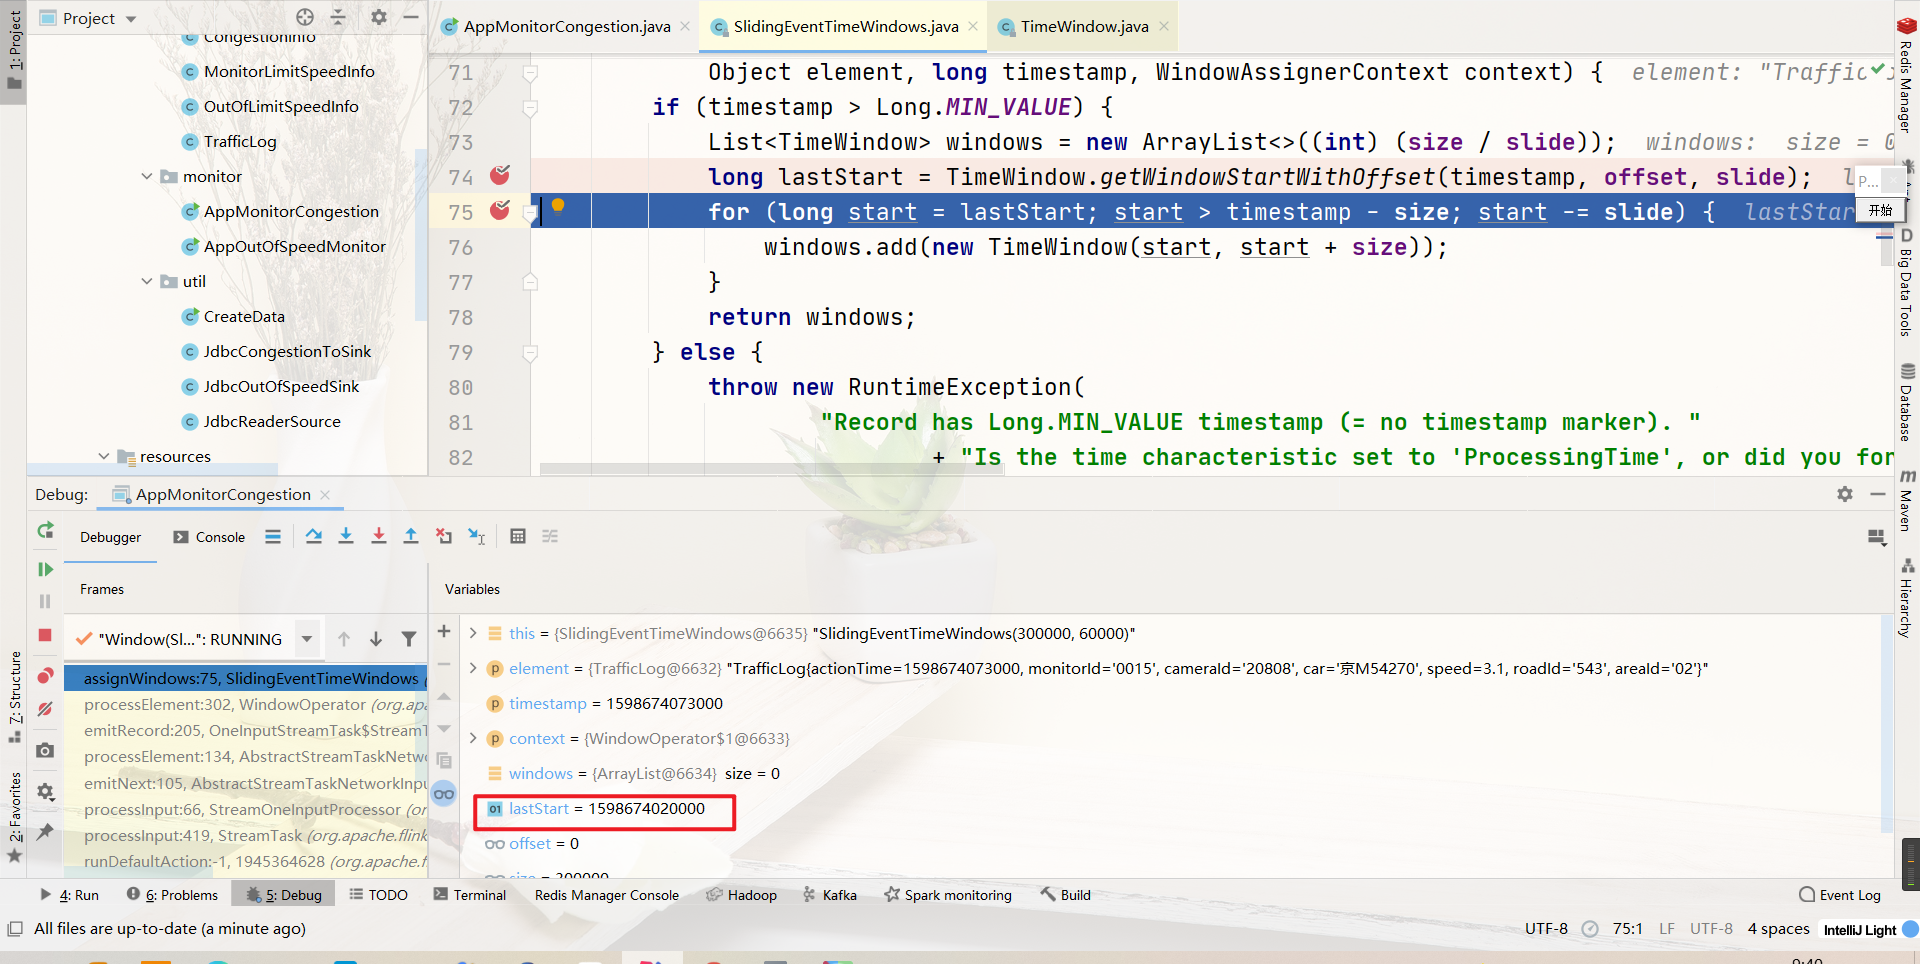 Project
AppMonitorCongestion.java
SlidingEventTimeWindows.java
TimeWindow.java
1: Project
CongestionInfo
MonitorLimitSpeedInfo
OutOfLimitSpeedInfo
TrafficLog
monitor
AppMonitorCongestion
AppOutOfSpeedMonitor
util
CreateData
JdbcCongestionToSink
JdbcOutOfSpeedSink
JdbcReaderSource
resources
71 Object element, long timestamp, WindowAssignerContext context) { element: "Traffic
72 if (timestamp > Long.MIN_VALUE) {
73 List<TimeWindow> windows = new ArrayList<>((int) (size / slide)); windows: size = 0
74 long lastStart = TimeWindow.getWindowStartWithOffset(timestamp, offset, slide);
75 for (long start = lastStart; start > timestamp - size; start -= slide) { lastStar
76 windows.add(new TimeWindow(start, start + size));
77 }
78 return windows;
79 } else {
80 throw new RuntimeException(
81 "Record has Long.MIN_VALUE timestamp (= no timestamp marker). "
82 + "Is the time characteristic set to 'ProcessingTime', or did you for
P...
开始
Redis Manager
Big Data Tools
Database
Maven
Hierarchy
Debug:
AppMonitorCongestion
Debugger
Console
Frames
Variables
"Window(Sl...": RUNNING
assignWindows:75, SlidingEventTimeWindows
processElement:302, WindowOperator (org.apa
emitRecord:205, OneInputStreamTask$StreamT
processElement:134, AbstractStreamTaskNetwo
emitNext:105, AbstractStreamTaskNetworkInpu
processInput:66, StreamOneInputProcessor (or
processInput:419, StreamTask (org.apache.flink
runDefaultAction:-1, 1945364628 (org.apache.f
this = {SlidingEventTimeWindows@6635} "SlidingEventTimeWindows(300000, 60000)"
element = {TrafficLog@6632} "TrafficLog{actionTime=1598674073000, monitorId='0015', cameraId='20808', car='京M54270', speed=3.1, roadId='543', areaId='02'}"
timestamp = 1598674073000
context = {WindowOperator$1@6633}
windows = {ArrayList@6634} size = 0
01 lastStart = 1598674020000
offset = 0
size = 300000
7: Structure
2: Favorites
4: Run
6: Problems
5: Debug
TODO
Terminal
Redis Manager Console
Hadoop
Kafka
Spark monitoring
Build
Event Log
All files are up-to-date (a minute ago)
UTF-8
75:1
LF
UTF-8
4 spaces
IntelliJ Light
9:40